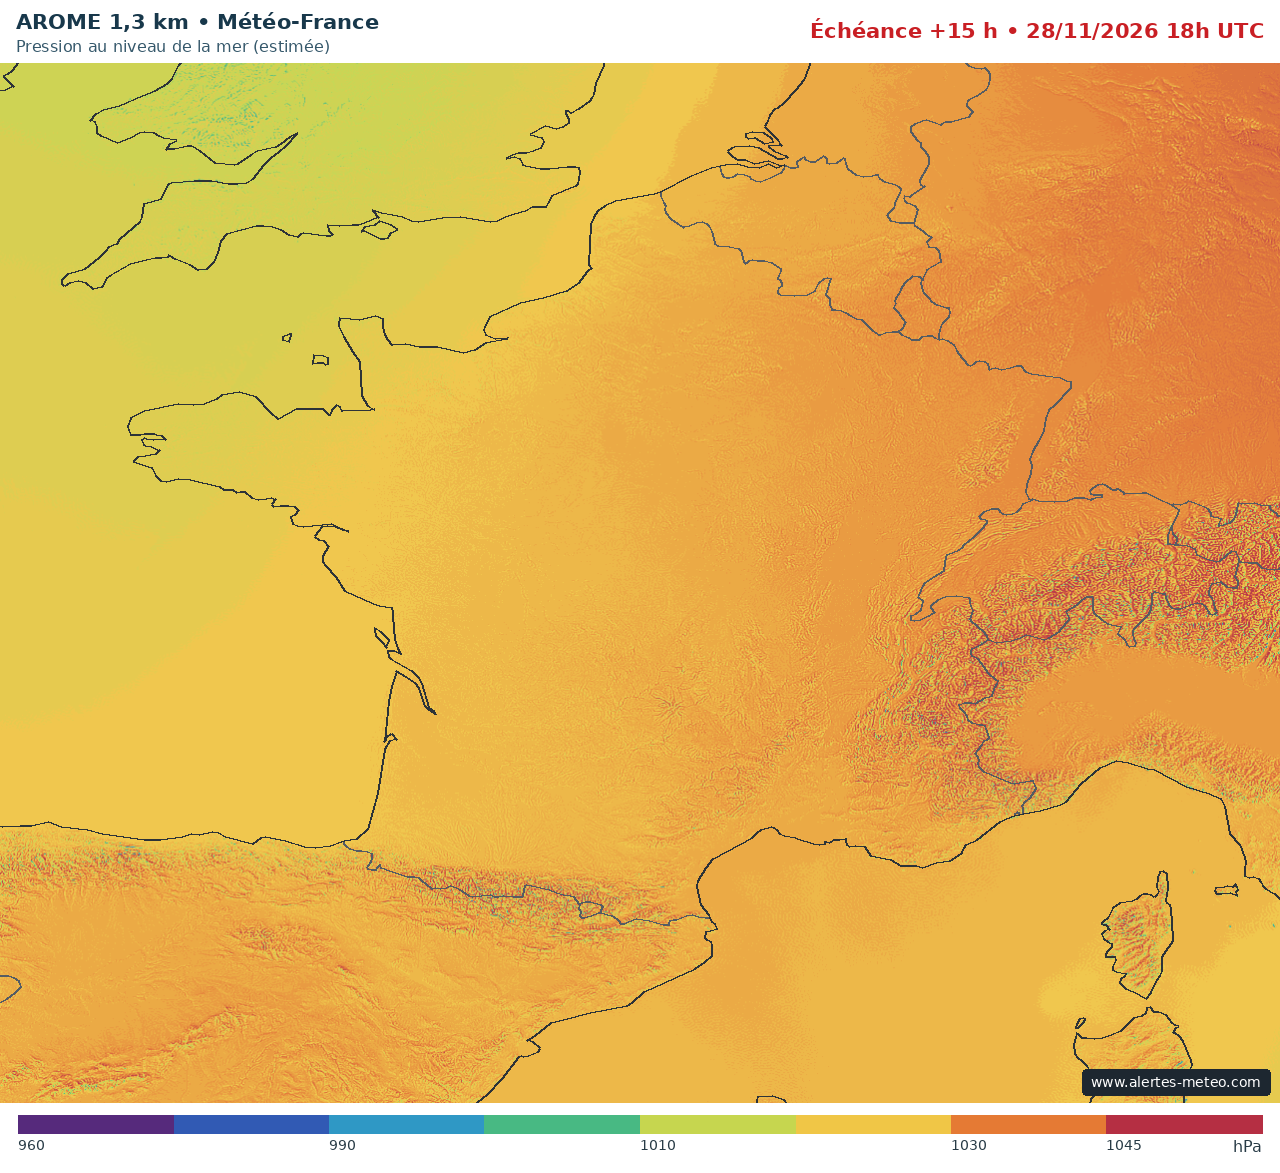 AROME 1,3 km • Météo-France
Pression au niveau de la mer (estimée)
Échéance +15 h • 28/11/2026 18h UTC
www.alertes-meteo.com
960 990 1010 1030 1045 hPa